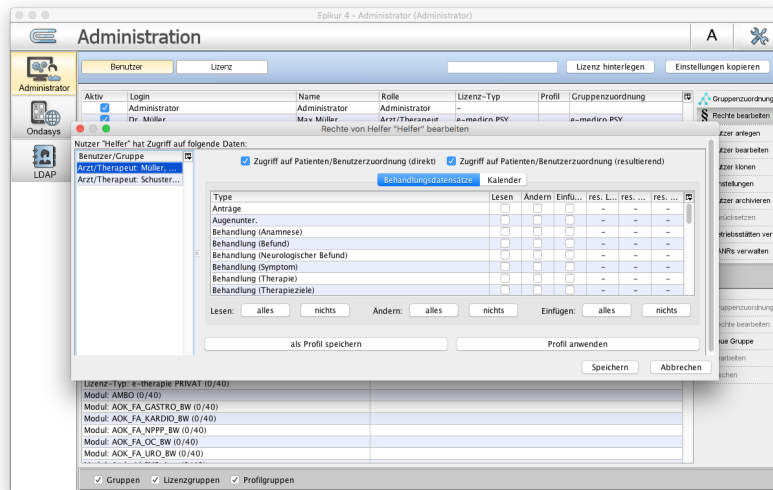 Epikur 4 - Administrator (Administrator)
Administration
A
Administrator
Ondasys
LDAP
Benutzer
Lizenz
Lizenz hinterlegen
Einstellungen kopieren
Aktiv Login Name Rolle Lizenz-Typ Profil Gruppenzuordnung
Administrator Administrator Administrator –
Dr. Müller Max Müller Arzt/Therapeut e-medico PSY e-medico PSY
Gruppenzuordnung
§ Rechte bearbeiten
utzer anlegen
utzer bearbeiten
utzer klonen
nstellungen
utzer archivieren
urücksetzen
etriebsstätten ver
ANRs verwalten
ruppenzuordnung
echte bearbeiten
eue Gruppe
earbeiten
schen
Rechte von Helfer "Helfer" bearbeiten
Nutzer "Helfer" hat Zugriff auf folgende Daten:
Benutzer/Gruppe
Arzt/Therapeut: Müller, ...
Arzt/Therapeut: Schuster...
Zugriff auf Patienten/Benutzerzuordnung (direkt)
Zugriff auf Patienten/Benutzerzuordnung (resultierend)
Behandlungsdatensätze Kalender
Type Lesen Ändern Einfü... res. L... res. ... res. ...
Anträge – – –
Augenunter. – – –
Behandlung (Anamnese) – – –
Behandlung (Befund) – – –
Behandlung (Neurologischer Befund) – – –
Behandlung (Symptom) – – –
Behandlung (Therapie) – – –
Behandlung (Therapieziele) – – –
Lesen: alles nichts Ändern: alles nichts Einfügen: alles nichts
als Profil speichern
Profil anwenden
Speichern
Abbrechen
Lizenz-Typ: e-therapie PRIVAT (0/40)
Modul: AMBO (0/40)
Modul: AOK_FA_GASTRO_BW (0/40)
Modul: AOK_FA_KARDIO_BW (0/40)
Modul: AOK_FA_NPPP_BW (0/40)
Modul: AOK_FA_OC_BW (0/40)
Modul: AOK_FA_URO_BW (0/40)
Gruppen Lizenzgruppen Profilgruppen